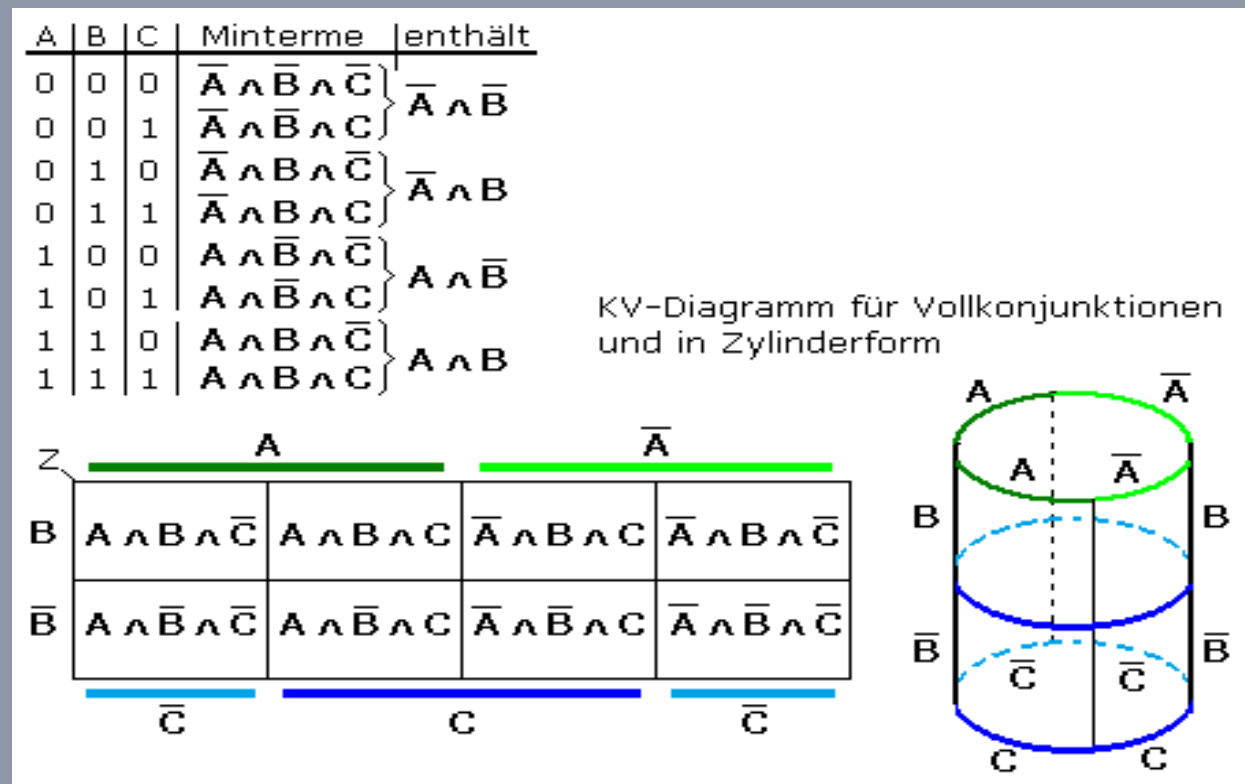 A B C Minterme enthält
0 0 0 A̅ ∧ B̅ ∧ C̅
A̅ ∧ B̅
0 0 1 A̅ ∧ B̅ ∧ C
0 1 0 A̅ ∧ B ∧ C̅
A̅ ∧ B
0 1 1 A̅ ∧ B ∧ C
1 0 0 A ∧ B̅ ∧ C̅
A ∧ B̅
1 0 1 A ∧ B̅ ∧ C
1 1 0 A ∧ B ∧ C̅
A ∧ B
1 1 1 A ∧ B ∧ C
KV-Diagramm für Vollkonjunktionen
und in Zylinderform
Z A A̅
B A ∧ B ∧ C̅ A ∧ B ∧ C A̅ ∧ B ∧ C A̅ ∧ B ∧ C̅
B̅ A ∧ B̅ ∧ C̅ A ∧ B̅ ∧ C A̅ ∧ B̅ ∧ C A̅ ∧ B̅ ∧ C̅
C̅ C C̅
A A̅
A A̅
B B
B̅ B̅
C̅ C̅
C C